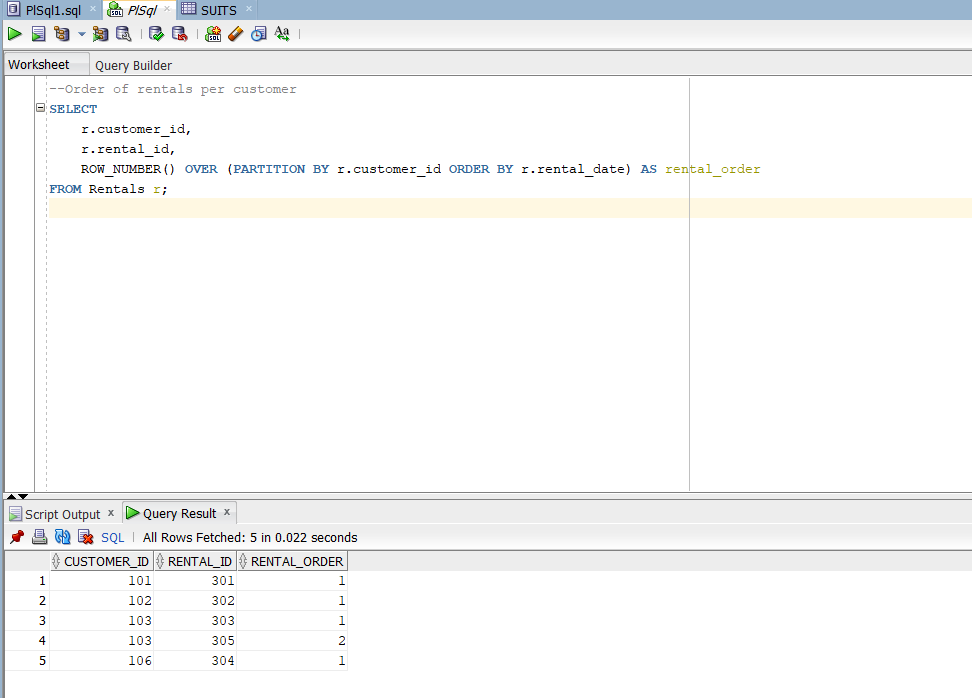 PlSql1.sql PlSql SUITS
Worksheet Query Builder
--Order of rentals per customer
SELECT
r.customer_id,
r.rental_id,
ROW_NUMBER() OVER (PARTITION BY r.customer_id ORDER BY r.rental_date) AS rental_order
FROM Rentals r;
Script Output x Query Result x
SQL All Rows Fetched: 5 in 0.022 seconds
CUSTOMER_ID RENTAL_ID RENTAL_ORDER
1 101 301 1
2 102 302 1
3 103 303 1
4 103 305 2
5 106 304 1